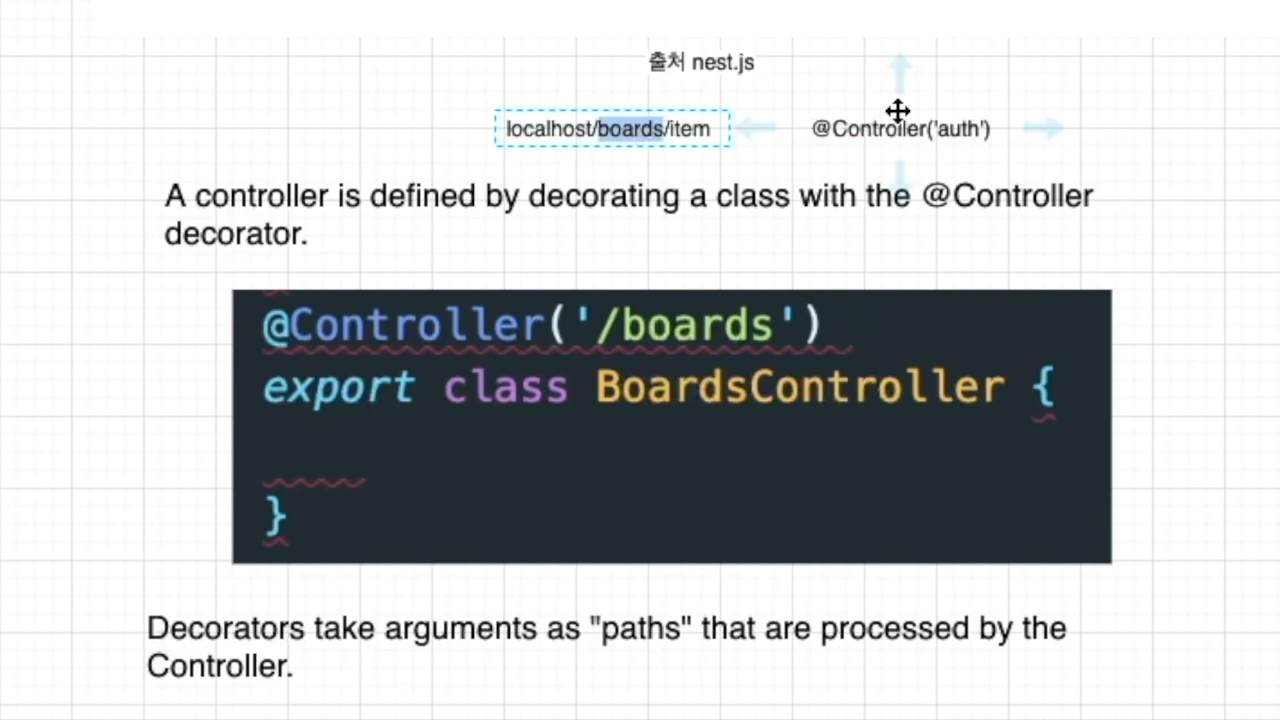 출처 nest.js
localhost/boards/item
@Controller('auth')
A controller is defined by decorating a class with the @Controller
decorator.
@Controller('/boards')
export class BoardsController {
}
Decorators take arguments as "paths" that are processed by the
Controller.